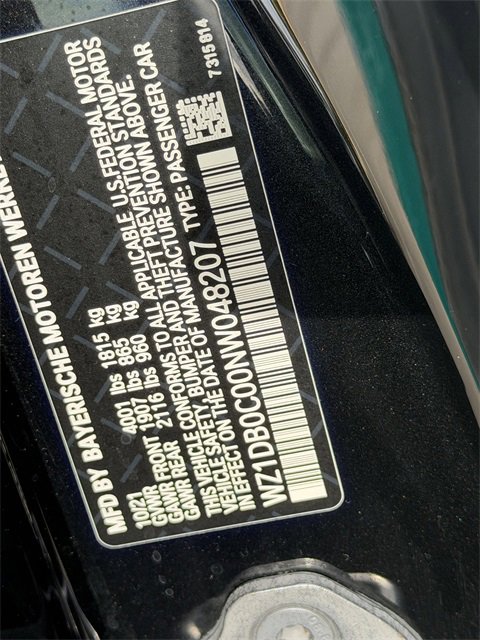 MFD BY BAYERISCHE MOTOREN WERKE
10/21
GVWR 4001 lbs 1815 kg
GAWR FRONT 1907 lbs 865 kg
GAWR REAR 2116 lbs 960 kg
THIS VEHICLE CONFORMS TO ALL APPLICABLE U.S. FEDERAL MOTOR
VEHICLE SAFETY, BUMPER AND THEFT PREVENTION STANDARDS
IN EFFECT ON THE DATE OF MANUFACTURE SHOWN ABOVE.
WZ1DB0C00NW048207 TYPE: PASSENGER CAR
7315814